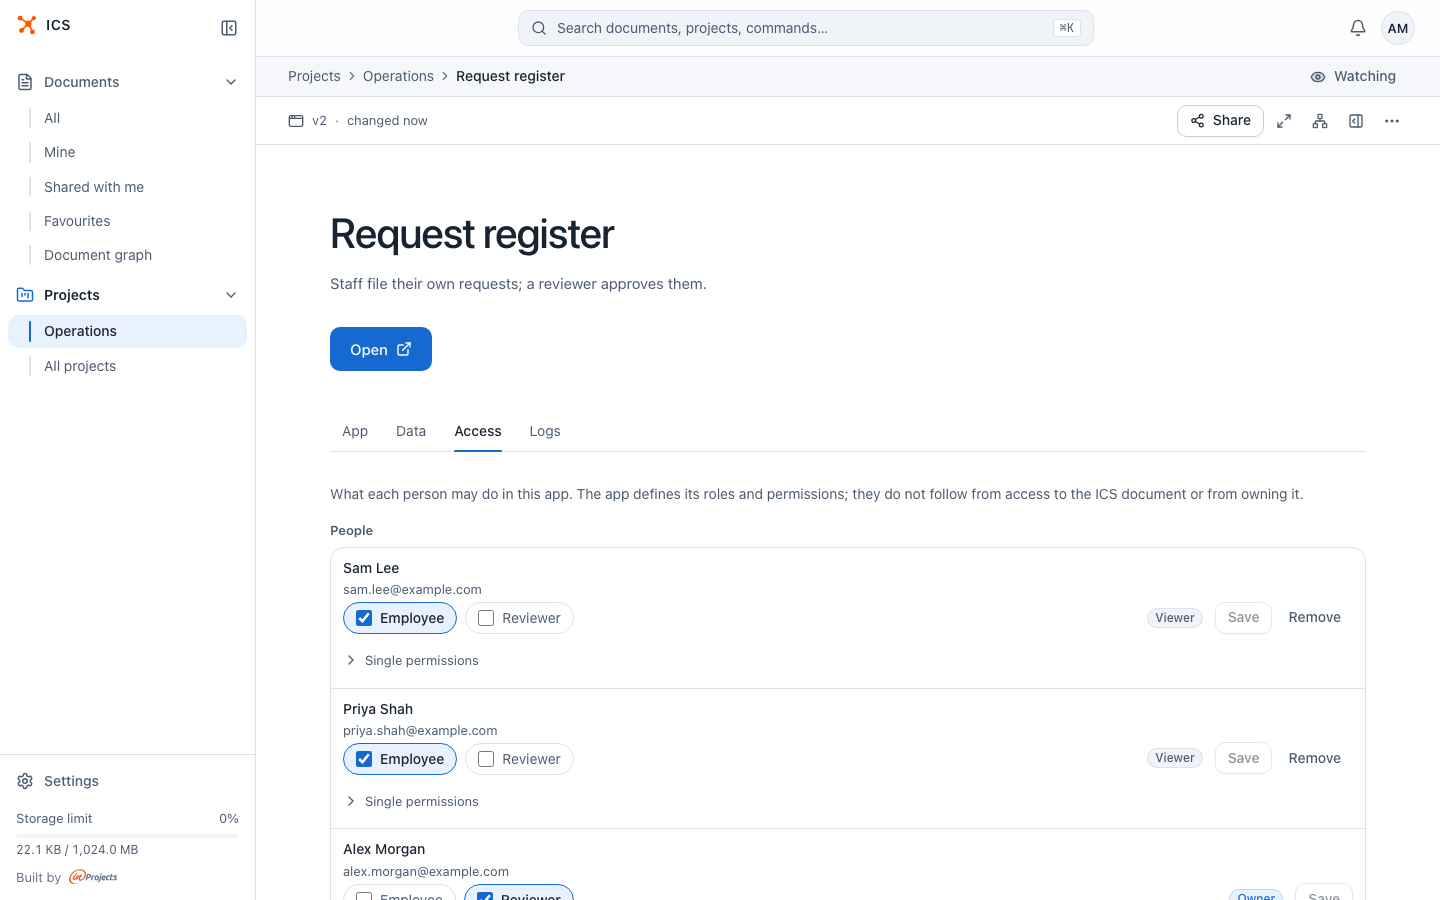 ICS
Search documents, projects, commands...
⌘K
AM
Documents
All
Mine
Shared with me
Favourites
Document graph
Projects
Operations
All projects
Settings
Storage limit 0%
22.1 KB / 1,024.0 MB
Built by imProjects
Projects > Operations > Request register
Watching
v2 · changed now
Share
Request register
Staff file their own requests; a reviewer approves them.
Open
App Data Access Logs
What each person may do in this app. The app defines its roles and permissions; they do not follow from access to the ICS document or from owning it.
People
Sam Lee
sam.lee@example.com
Employee Reviewer Viewer Save Remove
Single permissions
Priya Shah
priya.shah@example.com
Employee Reviewer Viewer Save Remove
Single permissions
Alex Morgan
alex.morgan@example.com
Employee Reviewer Owner Save